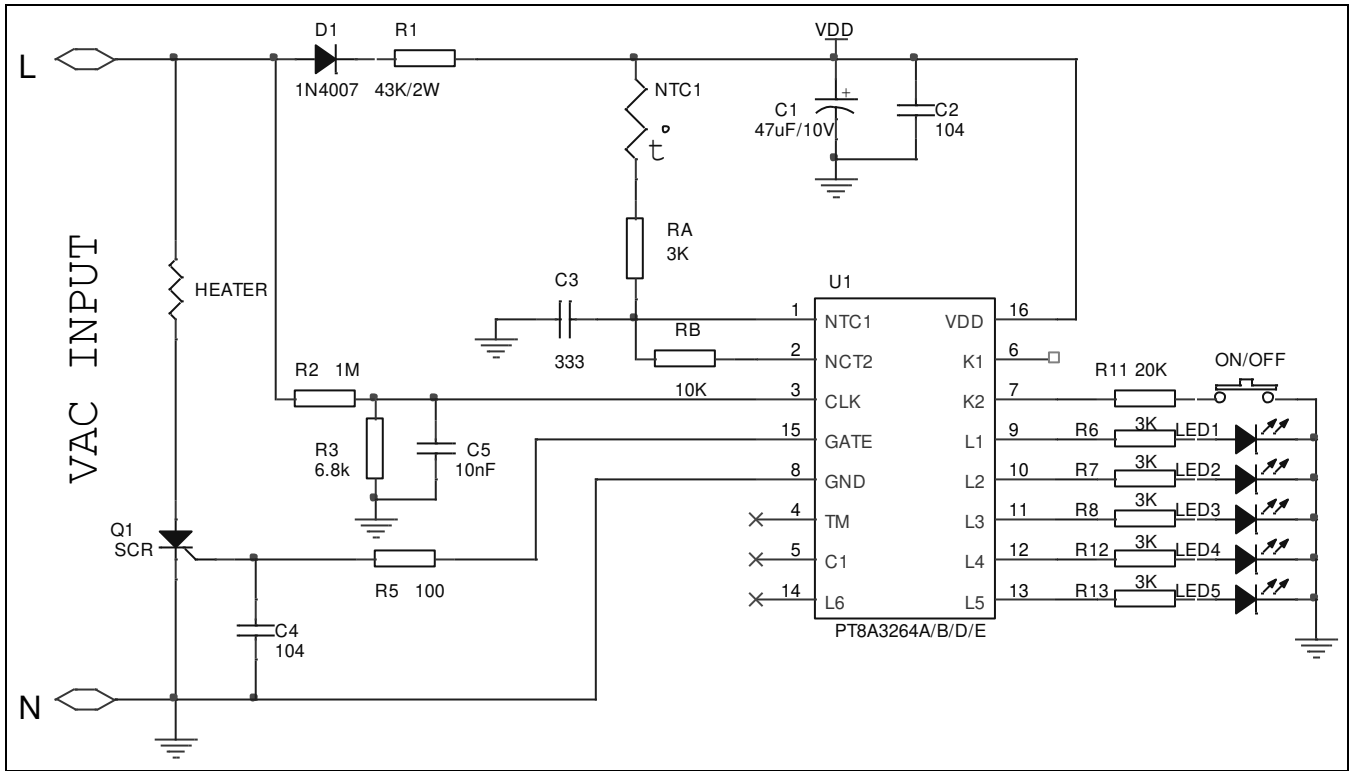 D1 R1 VDD
L
1N4007 43K/2W
NTC1
t°
C1
47uF/10V
C2
104
RA
3K
VAC INPUT
HEATER
C3
333
U1
RB
10K
1 NTC1 VDD 16
2 NCT2 K1 6
3 CLK K2 7
15 GATE L1 9
8 GND L2 10
4 TM L3 11
5 C1 L4 12
14 L6 L5 13
PT8A3264A/B/D/E
R2 1M
R3
6.8k
C5
10nF
R11 20K ON/OFF
R6 3K LED1
R7 3K LED2
R8 3K LED3
R12 3K LED4
R13 3K LED5
Q1
SCR
R5 100
C4
104
N